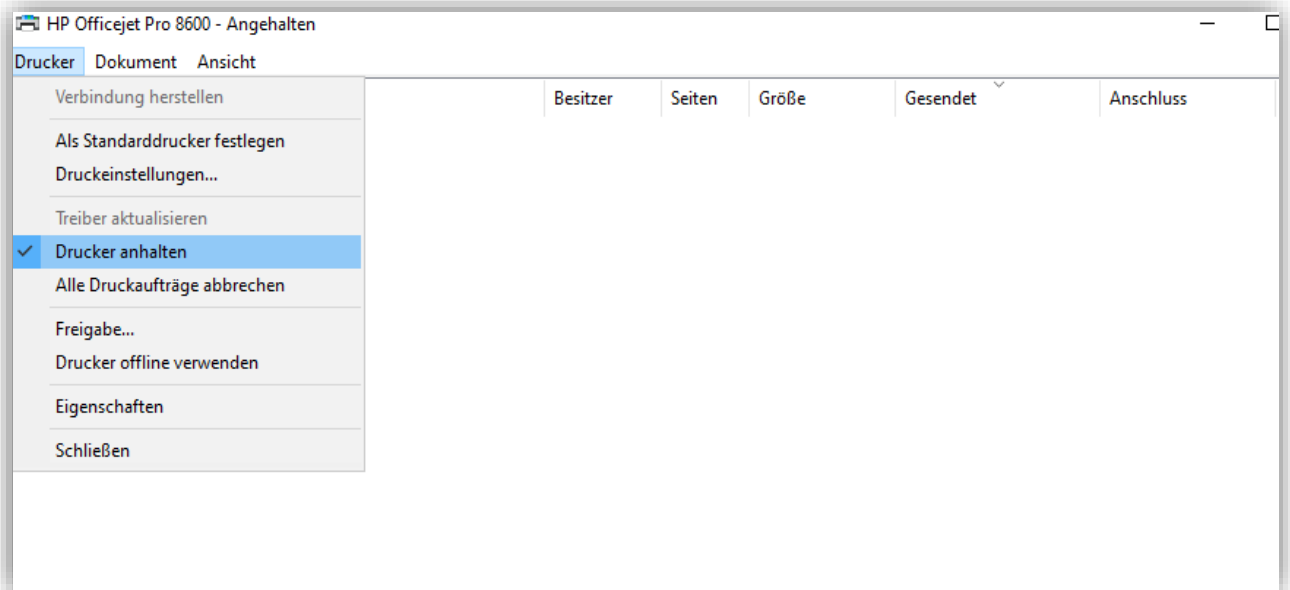 HP Officejet Pro 8600 - Angehalten
Drucker Dokument Ansicht
Verbindung herstellen
Besitzer Seiten Größe Gesendet Anschluss
Als Standarddrucker festlegen
Druckeinstellungen...
Treiber aktualisieren
Drucker anhalten
Alle Druckaufträge abbrechen
Freigabe...
Drucker offline verwenden
Eigenschaften
Schließen